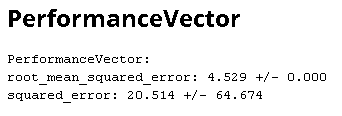 PerformanceVector
PerformanceVector:
root_mean_squared_error: 4.529 +/- 0.000
squared_error: 20.514 +/- 64.674